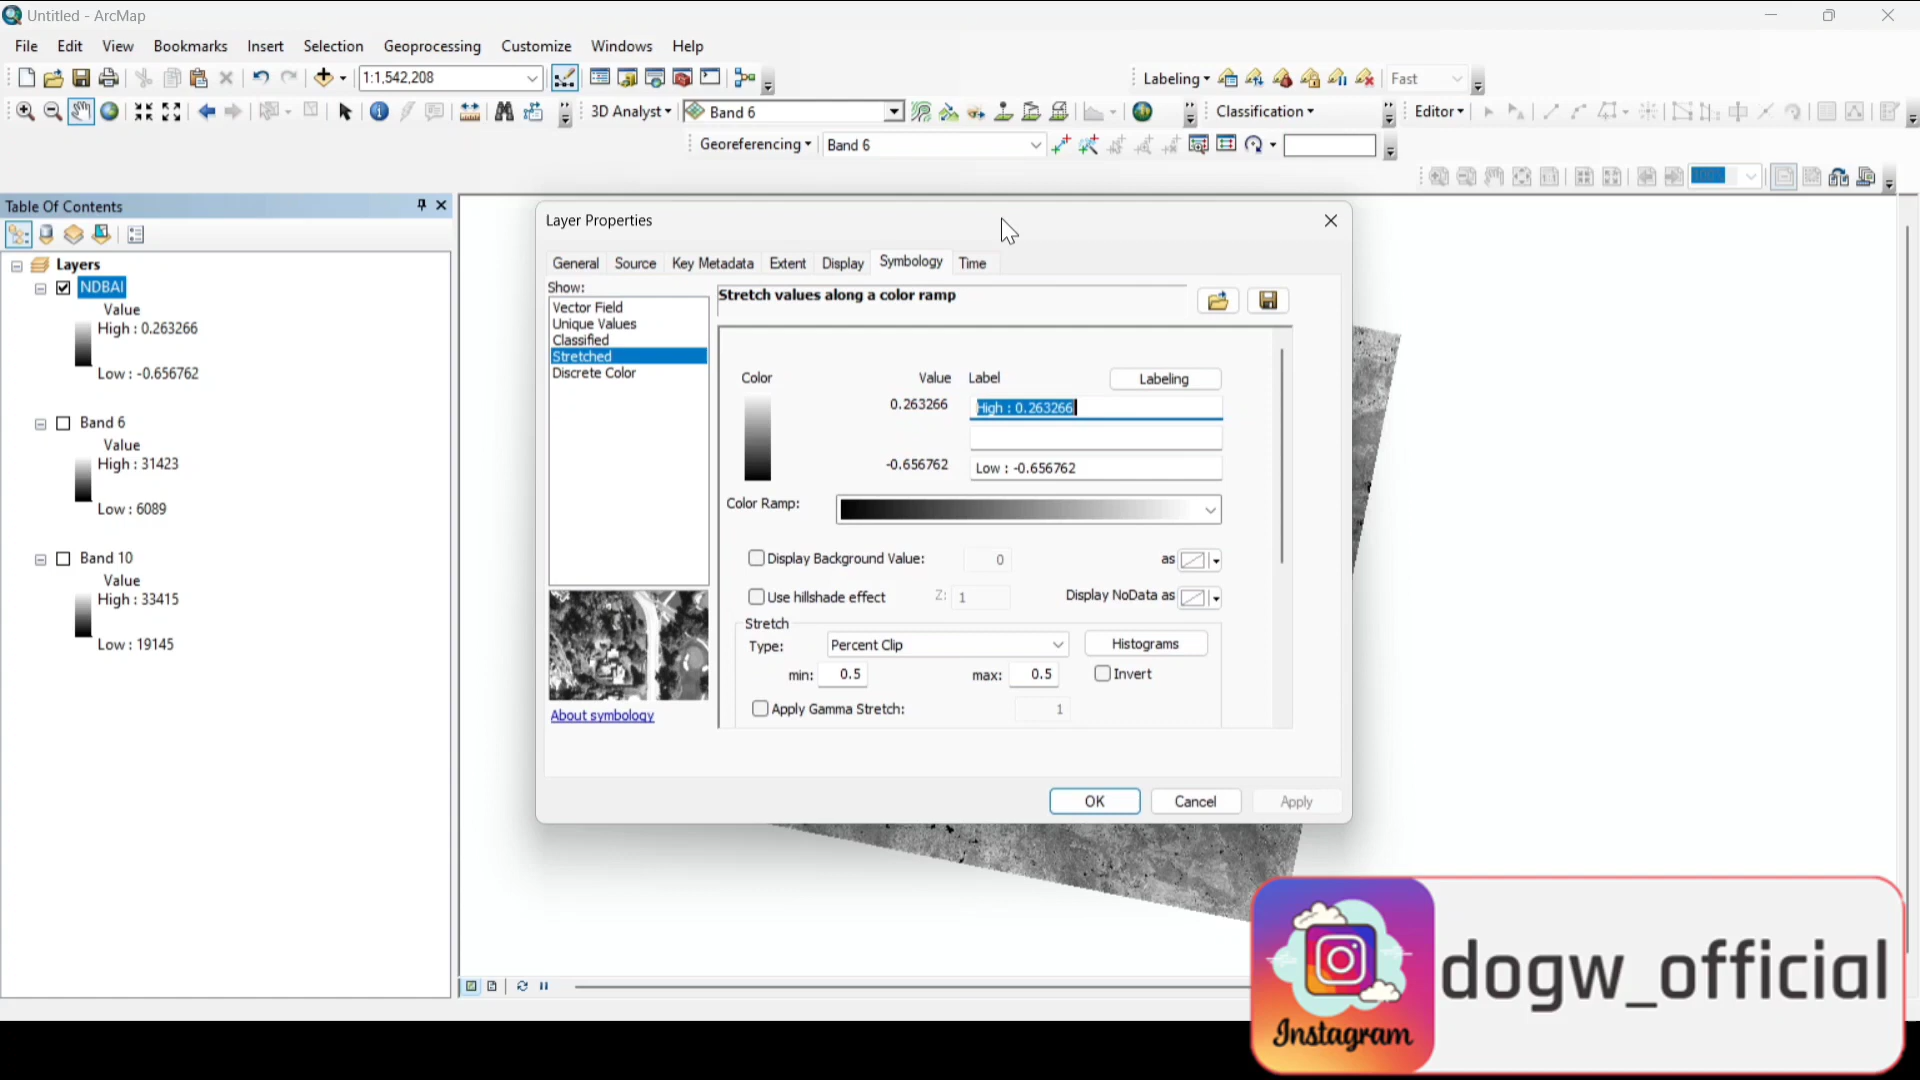 Untitled - ArcMap
File Edit View Bookmarks Insert Selection Geoprocessing Customize Windows Help
1:1,542,208 Labeling Fast
3D Analyst Band 6 Classification Editor
Georeferencing Band 6
Table Of Contents
Layers
NDBAI
Value
High : 0.263266
Low : -0.656762
Band 6
Value
High : 31423
Low : 6089
Band 10
Value
High : 33415
Low : 19145
Layer Properties
General Source Key Metadata Extent Display Symbology Time
Show:
Vector Field
Unique Values
Classified
Stretched
Discrete Color
About symbology
Stretch values along a color ramp
Color Value Label Labeling
0.263266 High : 0.263266
-0.656762 Low : -0.656762
Color Ramp:
Display Background Value: 0 as
Use hillshade effect Z: 1 Display NoData as
Stretch
Type: Percent Clip Histograms
min: 0.5 max: 0.5 Invert
Apply Gamma Stretch: 1
OK Cancel Apply
Instagram
dogw_official